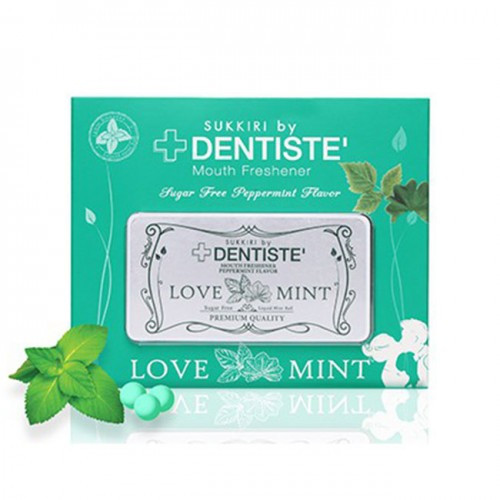 SUKKIRI by
DENTISTE'
Mouth Freshener
Sugar Free Peppermint Flavor
SUKKIRI by
DENTISTE'
MOUTH FRESHENER
PEPPERMINT FLAVOR
LOVE MINT
Sugar Free Liquid Mint Ball
PREMIUM QUALITY
LOVE MINT